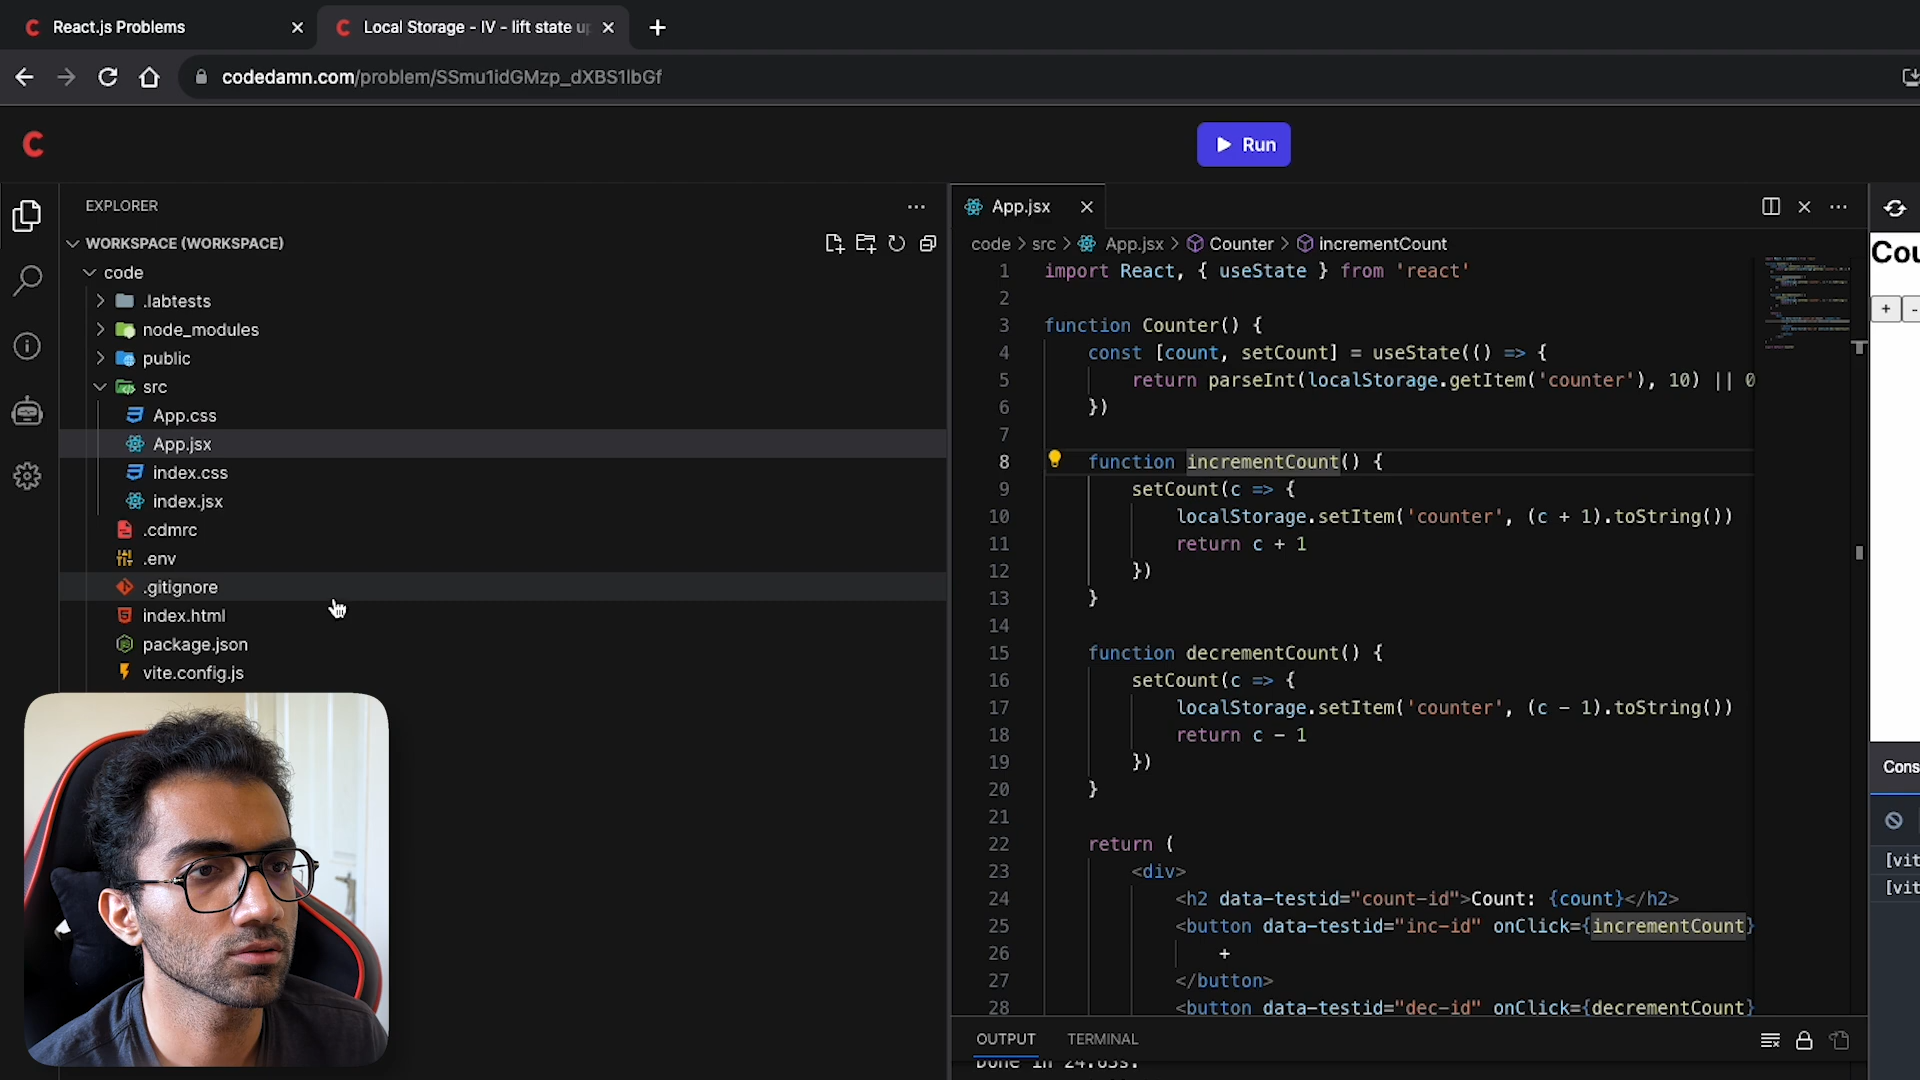 React.js Problems
Local Storage - IV - lift state up
codedamn.com/problem/SSmu1idGMzp_dXBS1lbGf
Run
EXPLORER
WORKSPACE (WORKSPACE)
code
.labtests
node_modules
public
src
App.css
App.jsx
index.css
index.jsx
.cdmrc
.env
.gitignore
index.html
package.json
vite.config.js
App.jsx
code > src > App.jsx > Counter > incrementCount
1 import React, { useState } from 'react'
2
3 function Counter() {
4 const [count, setCount] = useState(() => {
5 return parseInt(localStorage.getItem('counter'), 10) || 0
6 })
7
8 function incrementCount() {
9 setCount(c => {
10 localStorage.setItem('counter', (c + 1).toString())
11 return c + 1
12 })
13 }
14
15 function decrementCount() {
16 setCount(c => {
17 localStorage.setItem('counter', (c - 1).toString())
18 return c - 1
19 })
20 }
21
22 return (
23 <div>
24 <h2 data-testid="count-id">Count: {count}</h2>
25 <button data-testid="inc-id" onClick={incrementCount}
26 +
27 </button>
28 <button data-testid="dec-id" onClick={decrementCount}
OUTPUT TERMINAL
Done in 24.63s.
Cou
+ -
Cons
[vit
[vit